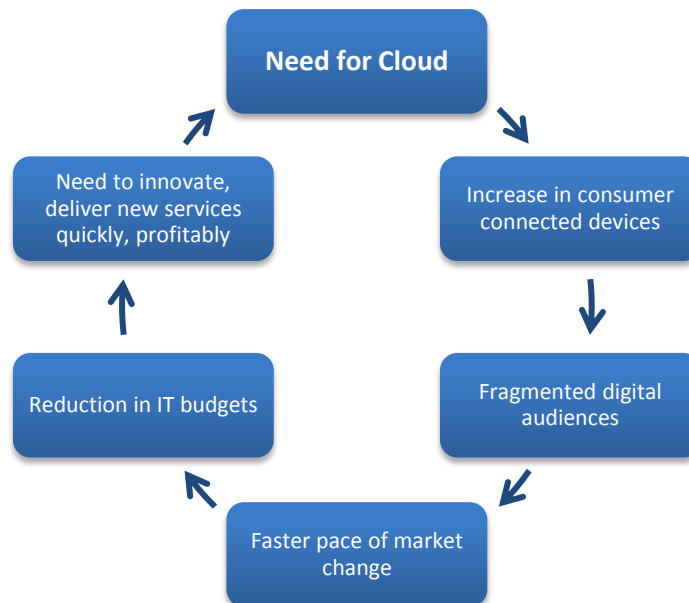 Need for Cloud
Increase in consumer
connected devices
Fragmented digital
audiences
Faster pace of market
change
Reduction in IT budgets
Need to innovate,
deliver new services
quickly, profitably